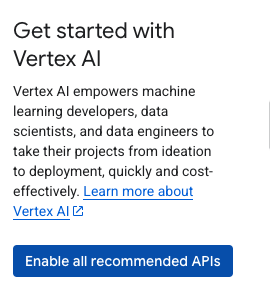 Get started with
Vertex AI
Vertex AI empowers machine
learning developers, data
scientists, and data engineers to
take their projects from ideation
to deployment, quickly and cost-
effectively. Learn more about
Vertex AI
Enable all recommended APIs